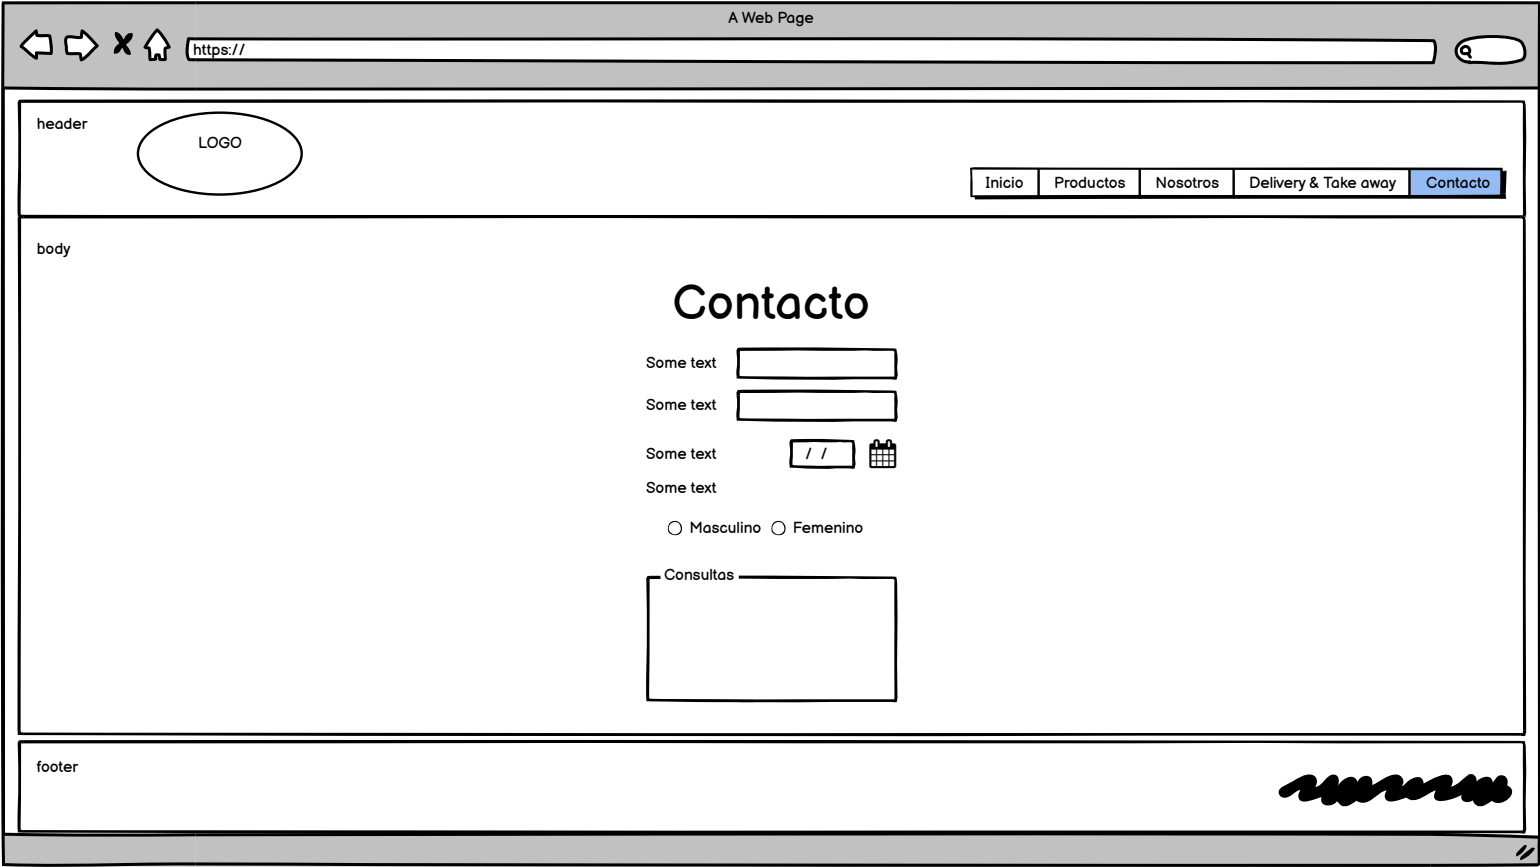 A Web Page
https://
header
LOGO
Inicio Productos Nosotros Delivery & Take away Contacto
body
Contacto
Some text
Some text
Some text / /
Some text
Masculino Femenino
Consultas
footer